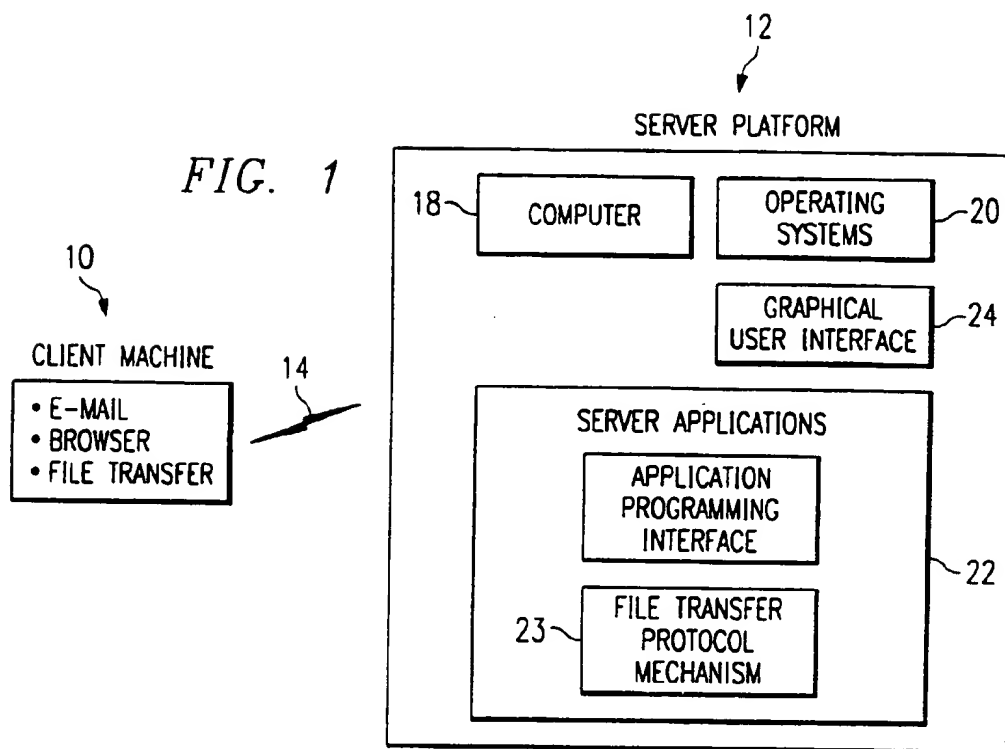 12
SERVER PLATFORM
FIG. 1
18
COMPUTER
OPERATING
SYSTEMS
20
10
GRAPHICAL
USER INTERFACE
24
CLIENT MACHINE
14
• E-MAIL
• BROWSER
• FILE TRANSFER
SERVER APPLICATIONS
APPLICATION
PROGRAMMING
INTERFACE
22
23
FILE TRANSFER
PROTOCOL
MECHANISM